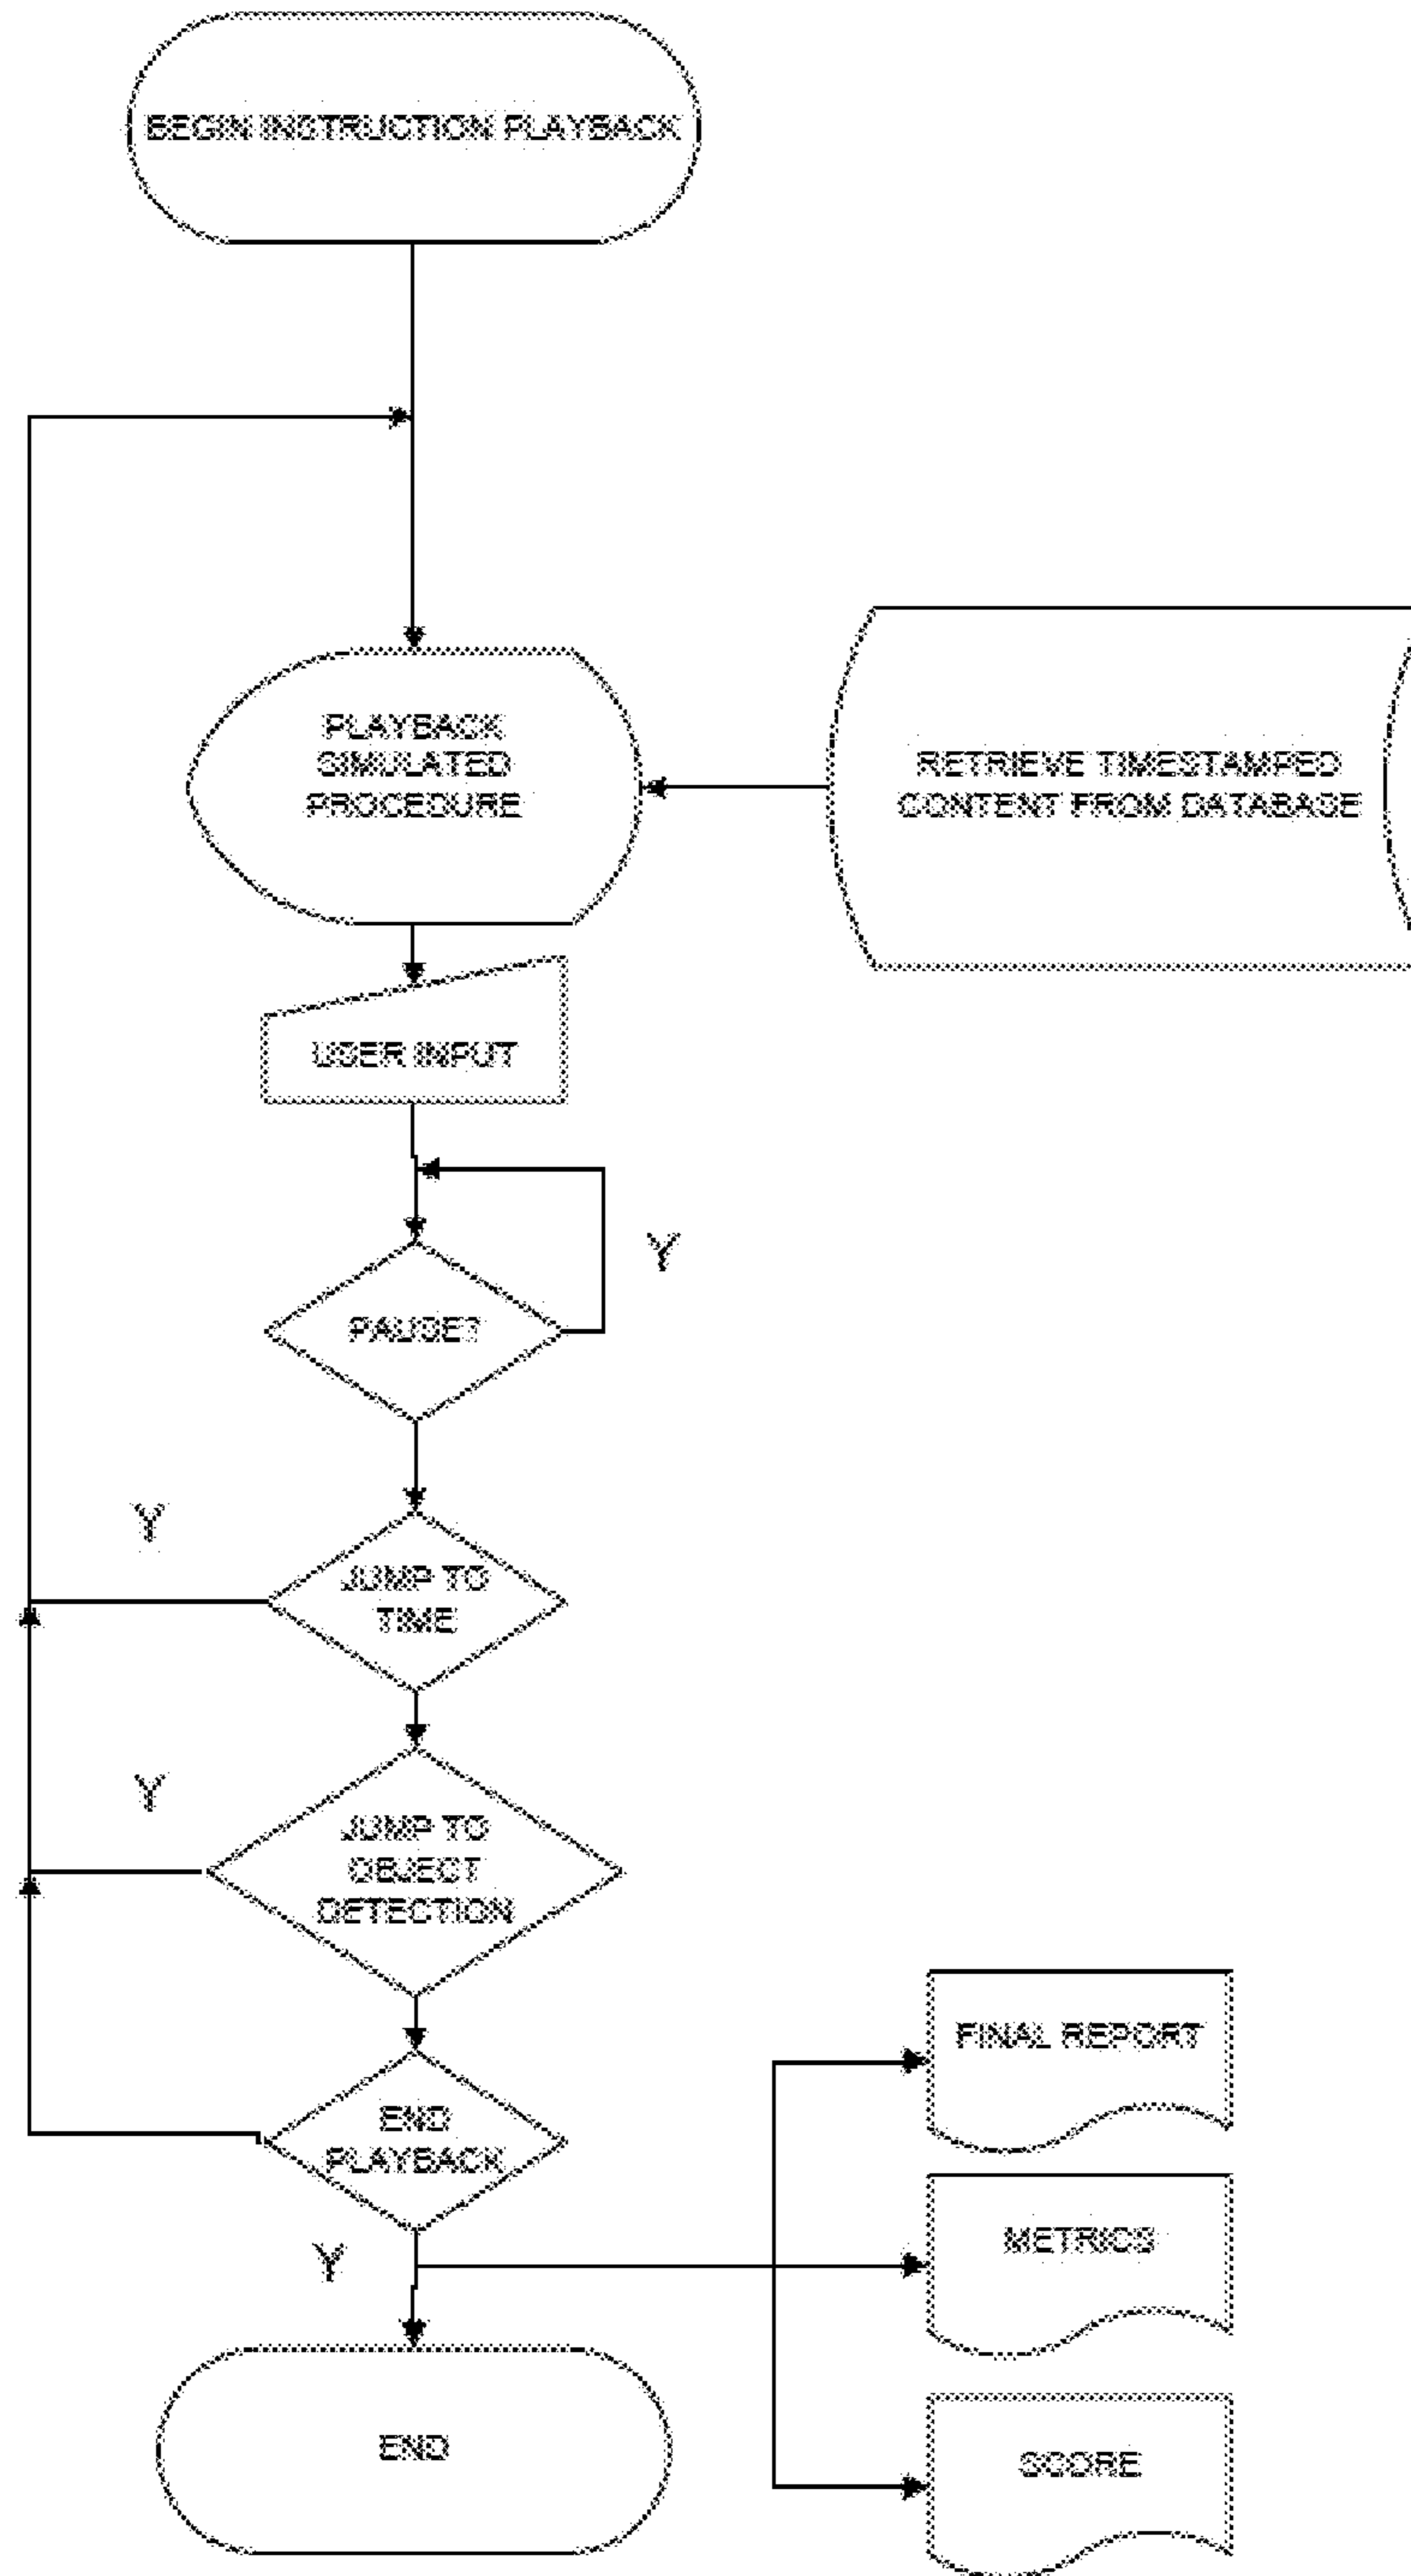 BEGIN INSTRUCTION PLAYBACK
PLAYBACK
SIMULATED
PROCEDURE
RETRIEVE TIMESTAMPED
CONTENT FROM DATABASE
USER INPUT
Y
PAUSE?
Y
JUMP TO
TIME
Y
JUMP TO
OBJECT
DETECTION
FINAL REPORT
END
PLAYBACK
METRICS
Y
END
SCORE